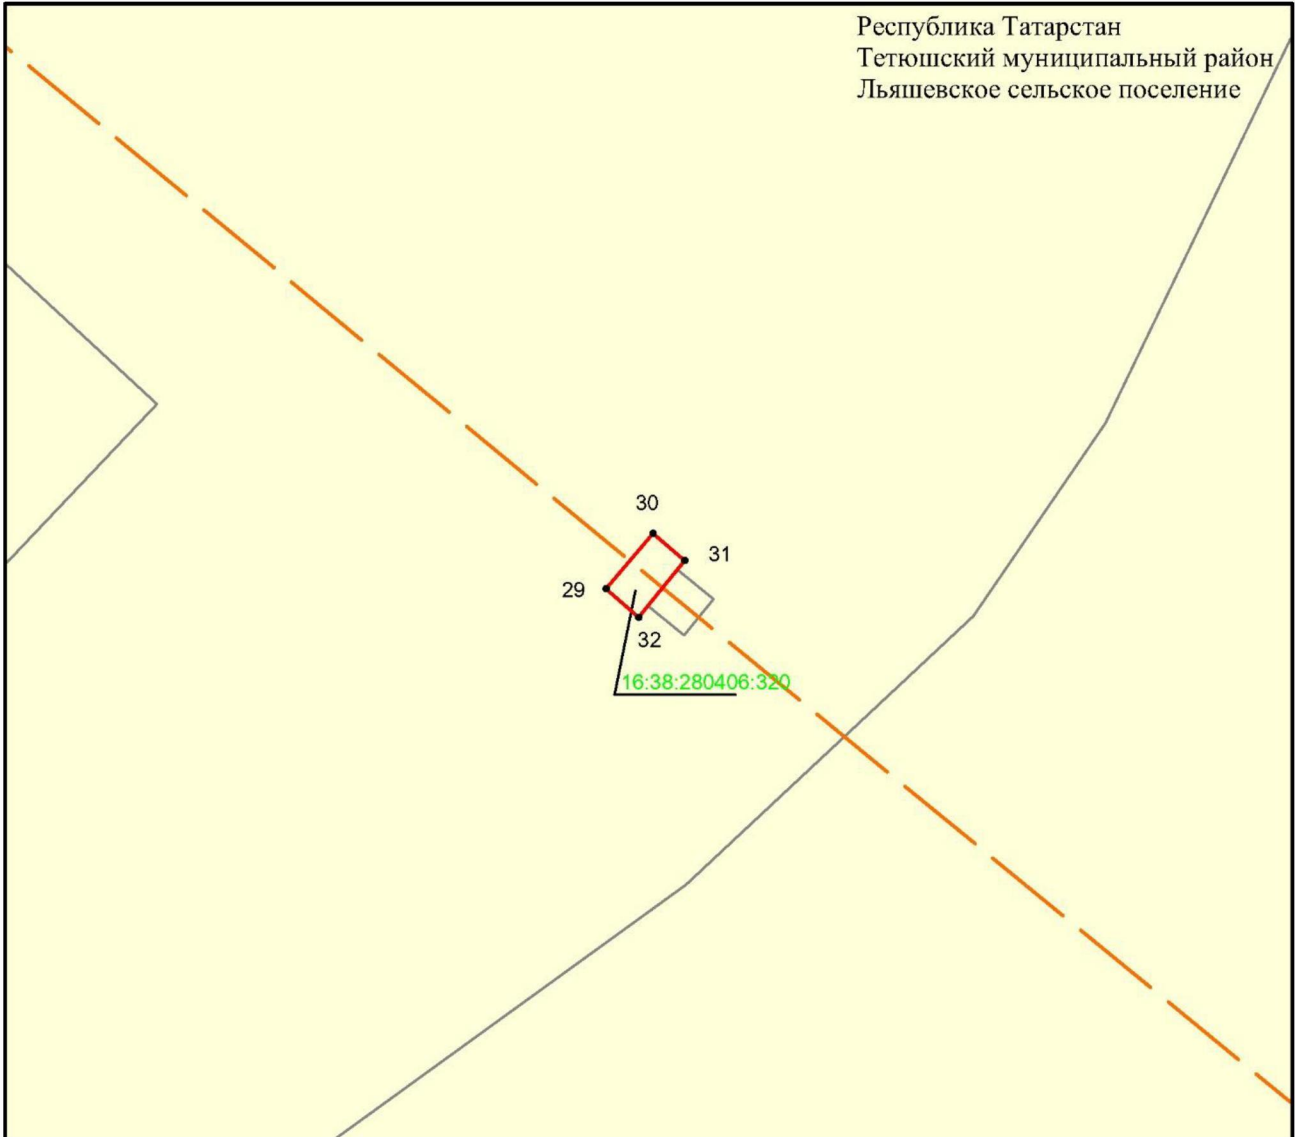 Республика Татарстан
Тетюшский муниципальный район
Льяшевское сельское поселение
30
31
29
32
16:38:280406:320